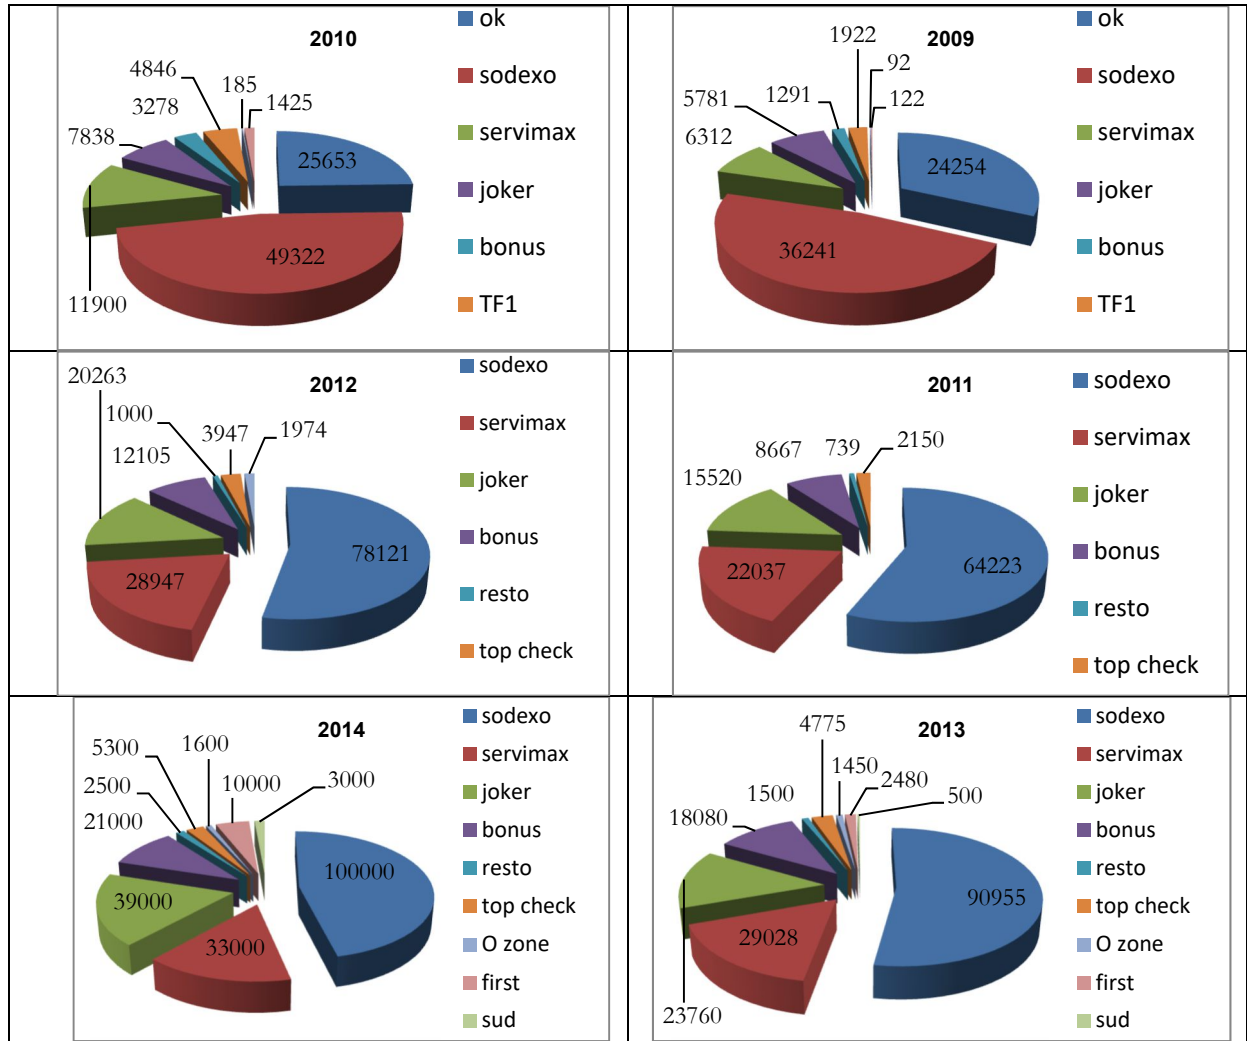 2010
4846
185
1425
3278
7838
25653
49322
11900
ok
sodexo
servimax
joker
bonus
TF1
2009
1922
92
122
1291
5781
6312
24254
36241
ok
sodexo
servimax
joker
bonus
TF1
2012
20263
1000
3947
1974
12105
78121
28947
sodexo
servimax
joker
bonus
resto
top check
2011
8667
739
2150
15520
64223
22037
sodexo
servimax
joker
bonus
resto
top check
2014
5300
1600
10000
3000
2500
21000
100000
39000
33000
sodexo
servimax
joker
bonus
resto
top check
O zone
first
sud
2013
4775
1450
2480
500
1500
18080
90955
29028
23760
sodexo
servimax
joker
bonus
resto
top check
O zone
first
sud